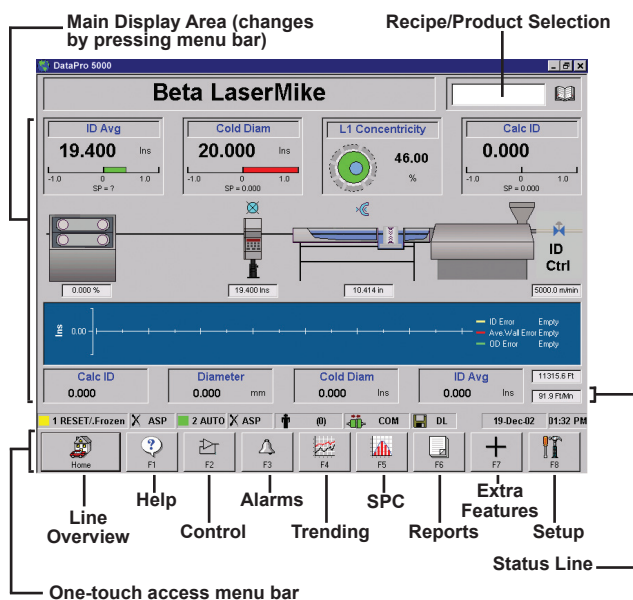 Main Display Area (changes
by pressing menu bar)
Recipe/Product Selection
DataPro 5000
Beta LaserMike
ID Avg
19.400 Ins
-1.0 0 1.0
SP = ?
Cold Diam
20.000 Ins
-1.0 0 1.0
SP = 0.000
L1 Concentricity
46.00
%
Calc ID
0.000
-1.0 0 1.0
SP = 0.000
ID
Ctrl
0.000 %
19.400 Ins
10.414 in
5000.0 m/min
Ins
0.00
ID Error Empty
Ave.Wall Error Empty
OD Error Empty
Calc ID
0.000
Diameter
0.000 mm
Cold Diam
0.000 Ins
ID Avg
0.000 Ins
11315.6 Ft
91.9 Ft/Mn
1 RESET/.Frozen ASP 2 AUTO ASP (0) COM DL 19-Dec-02 01:32 PM
Home F1 F2 F3 F4 F5 F6 F7 F8
Line
Overview
Help
Control
Alarms
Trending
SPC
Reports
Extra
Features
Setup
Status Line
One-touch access menu bar